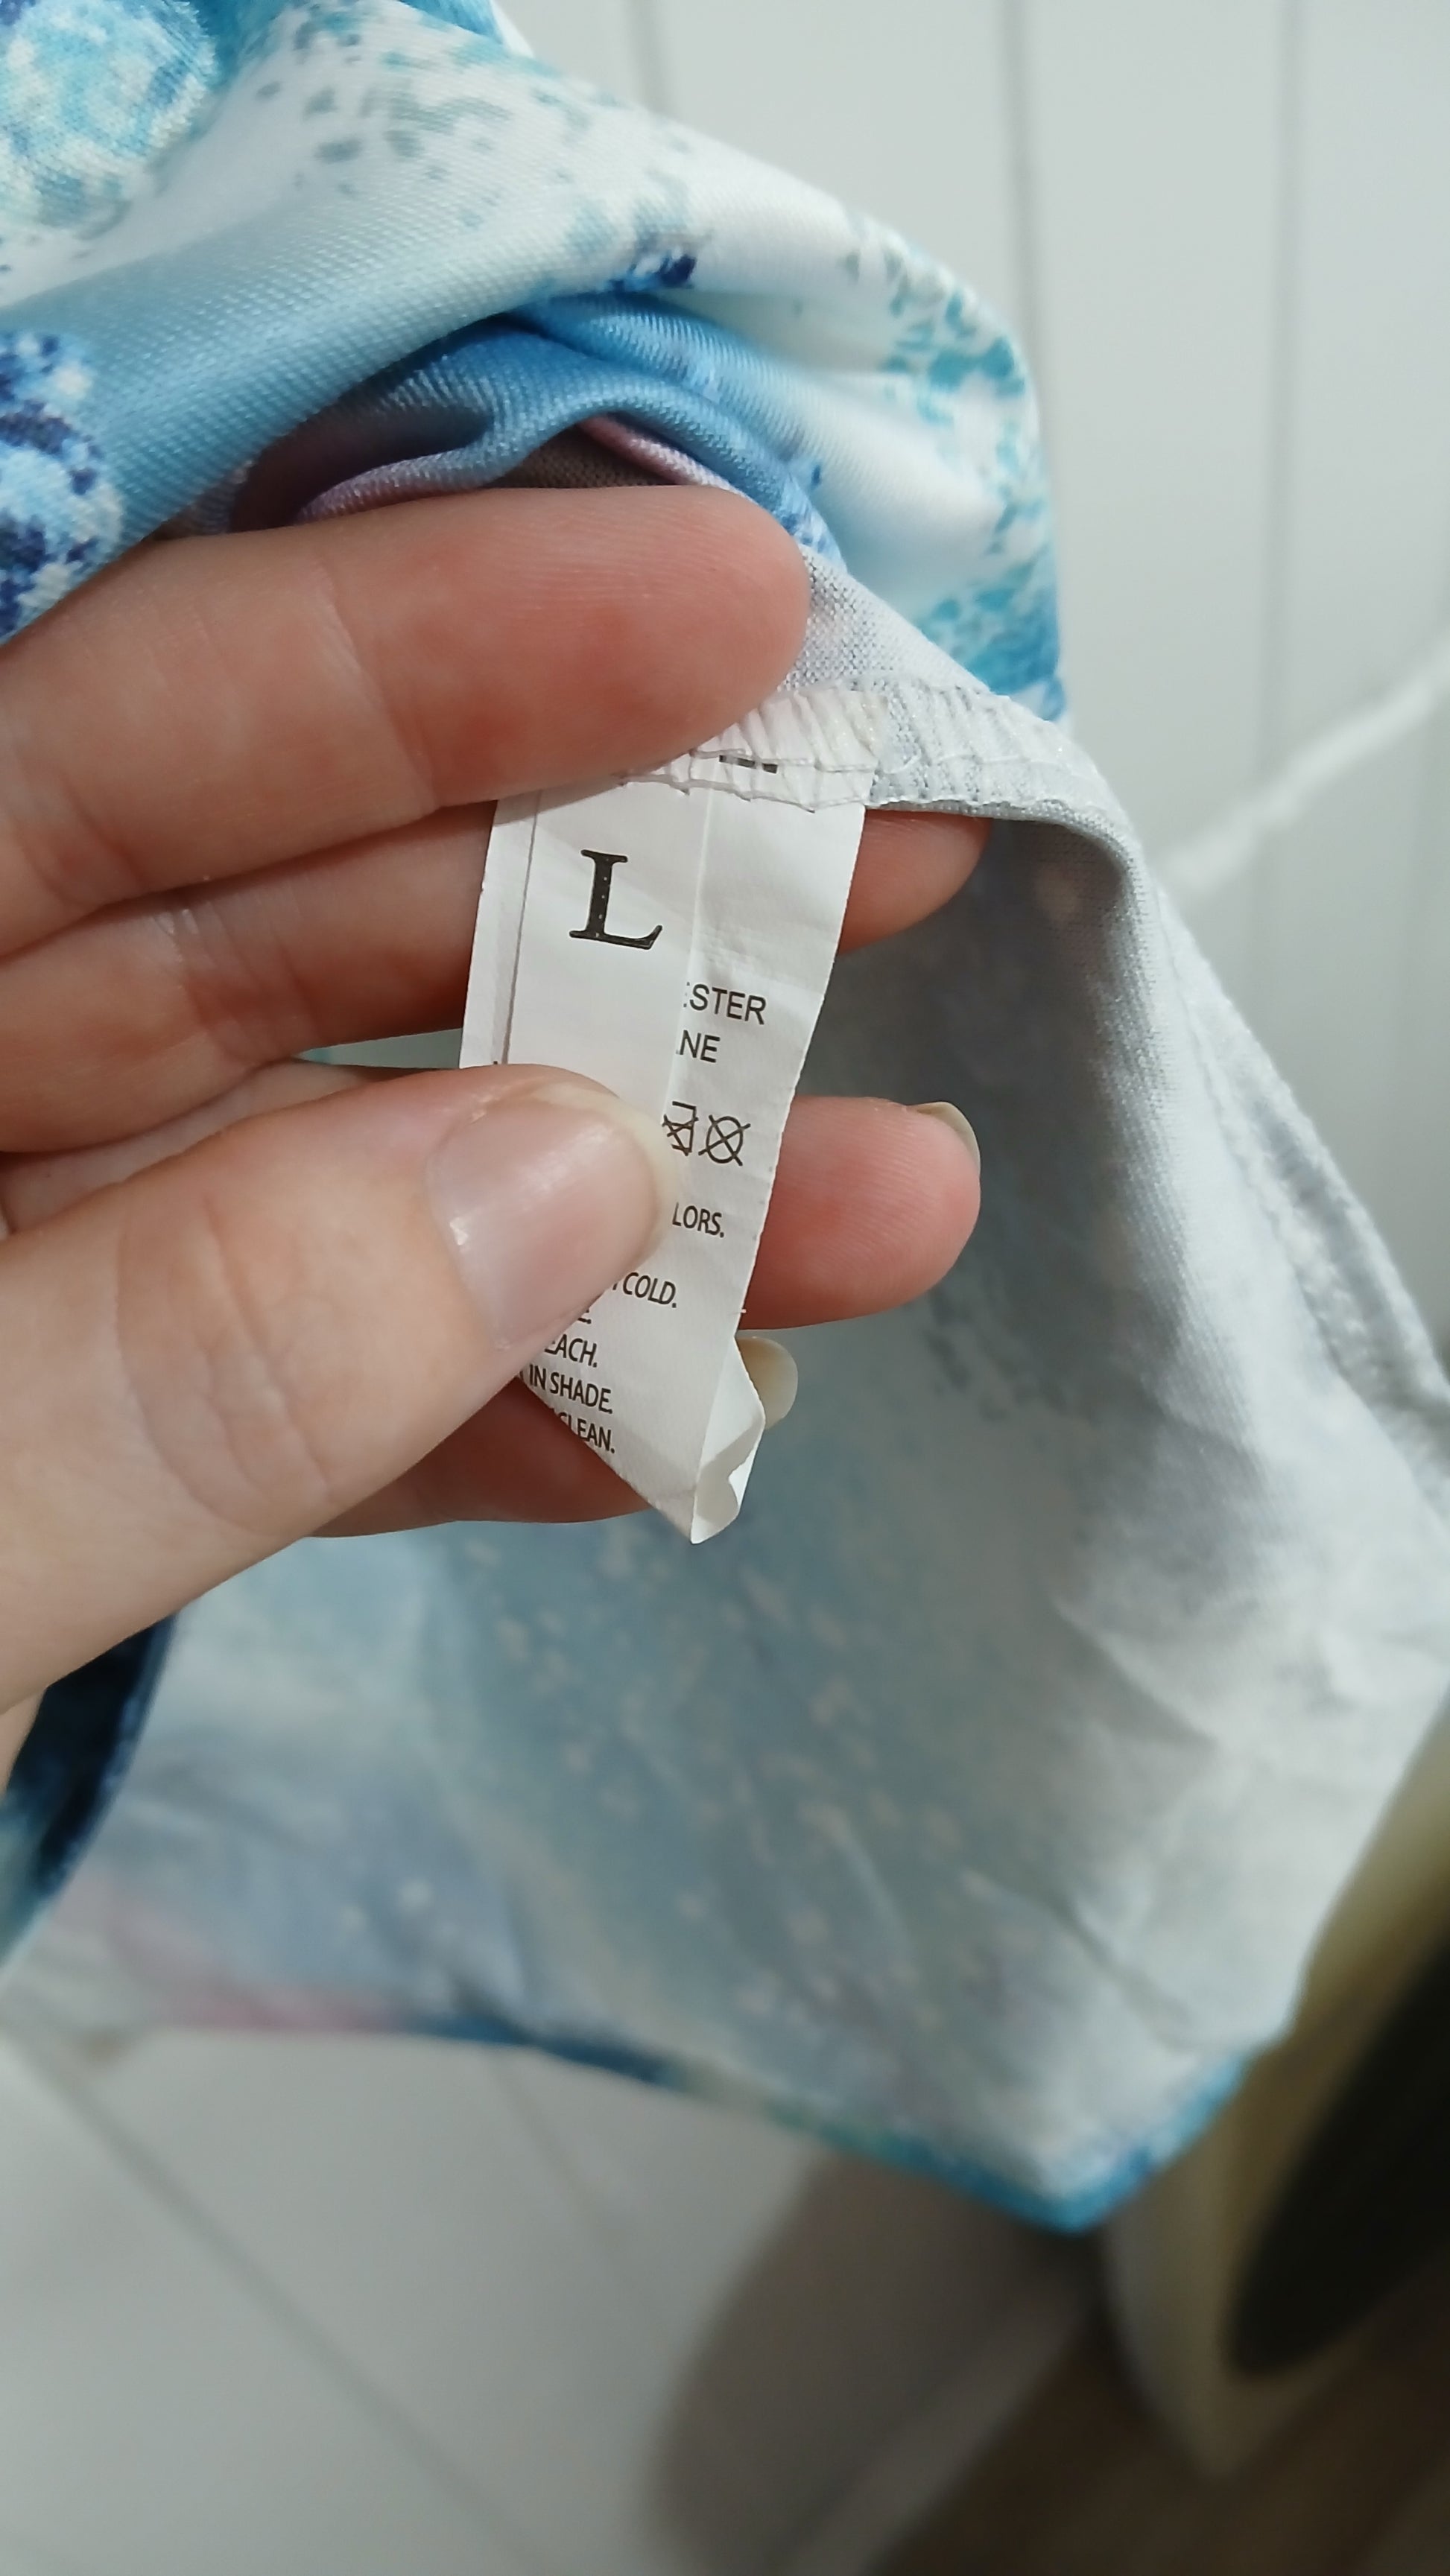 L
ESTER
NE
LORS.
COLD.
EACH.
IN SHADE.
CLEAN.